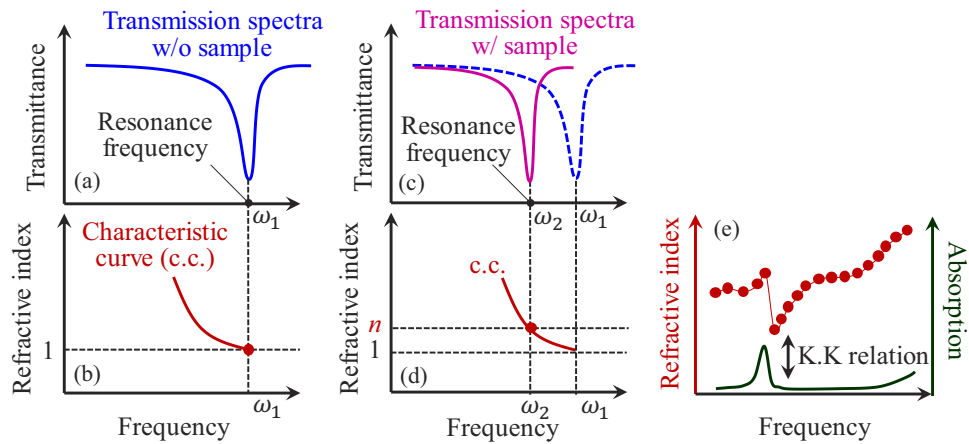 Transmission spectra
w/o sample
Transmittance
Resonance
frequency
(a)
ω₁
Refractive index
Characteristic
curve (c.c.)
1
(b)
ω₁
Frequency
Transmission spectra
w/ sample
Transmittance
Resonance
frequency
(c)
ω₂
ω₁
Refractive index
c.c.
n
1
(d)
ω₂
ω₁
Frequency
(e)
Refractive index
Absorption
K.K relation
Frequency